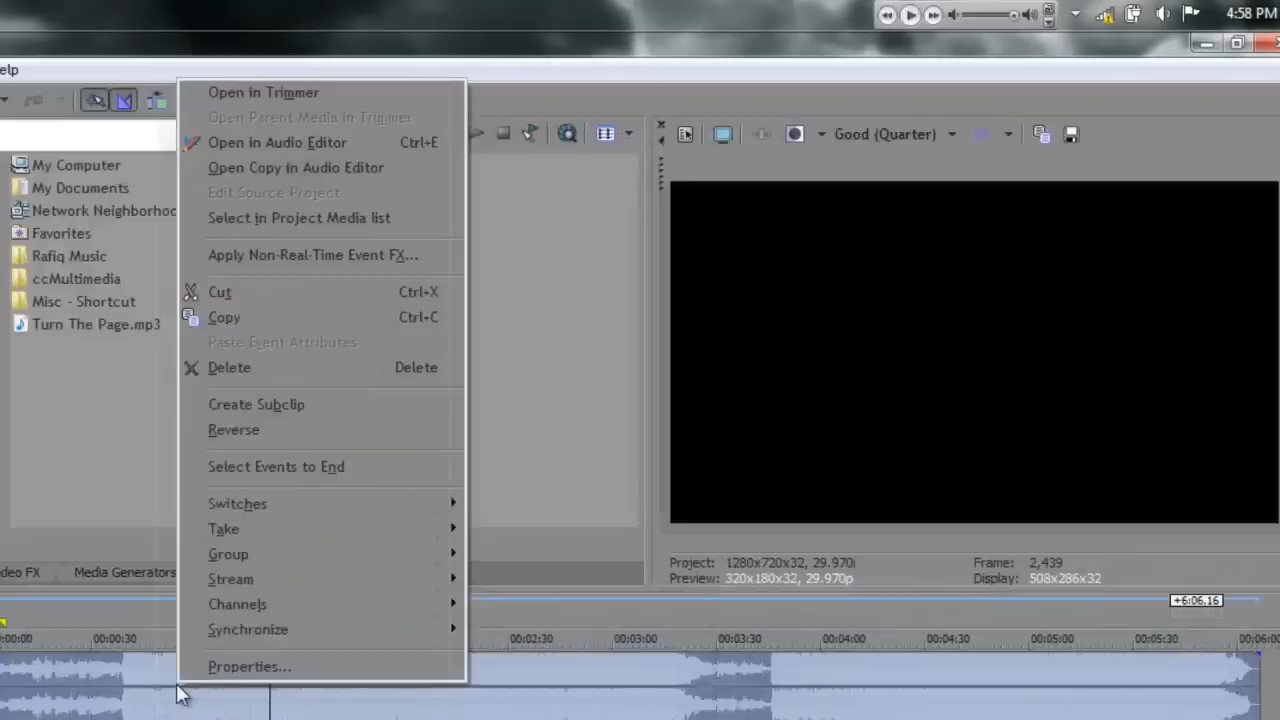 4:58 PM
elp
Open in Trimmer
Open Parent Media in Trimmer
Open in Audio Editor Ctrl+E
Open Copy in Audio Editor
Edit Source Project
Select in Project Media list
Apply Non-Real-Time Event FX...
Cut Ctrl+X
Copy Ctrl+C
Paste Event Attributes
Delete Delete
Create Subclip
Reverse
Select Events to End
Switches
Take
Group
Stream
Channels
Synchronize
Properties...
My Computer
My Documents
Network Neighborhoo
Favorites
Rafiq Music
ccMultimedia
Misc - Shortcut
Turn The Page.mp3
Good (Quarter)
Project: 1280x720x32, 29.970i
Preview: 320x180x32, 29.970p
Frame: 2,439
Display: 508x286x32
deo FX
Media Generators
+6:06.16
0:00:00
00:00:30
00:02:30
00:03:00
00:03:30
00:04:00
00:04:30
00:05:00
00:05:30
00:06:0